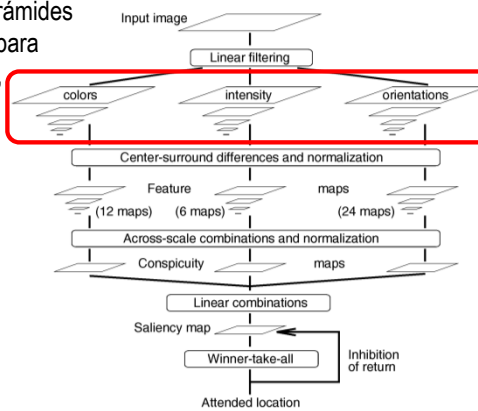 rámides
para
Input image
Linear filtering
colors intensity orientations
Center-surround differences and normalization
Feature maps
(12 maps) (6 maps) (24 maps)
Across-scale combinations and normalization
Conspicuity maps
Linear combinations
Saliency map
Winner-take-all
Inhibition
of return
Attended location